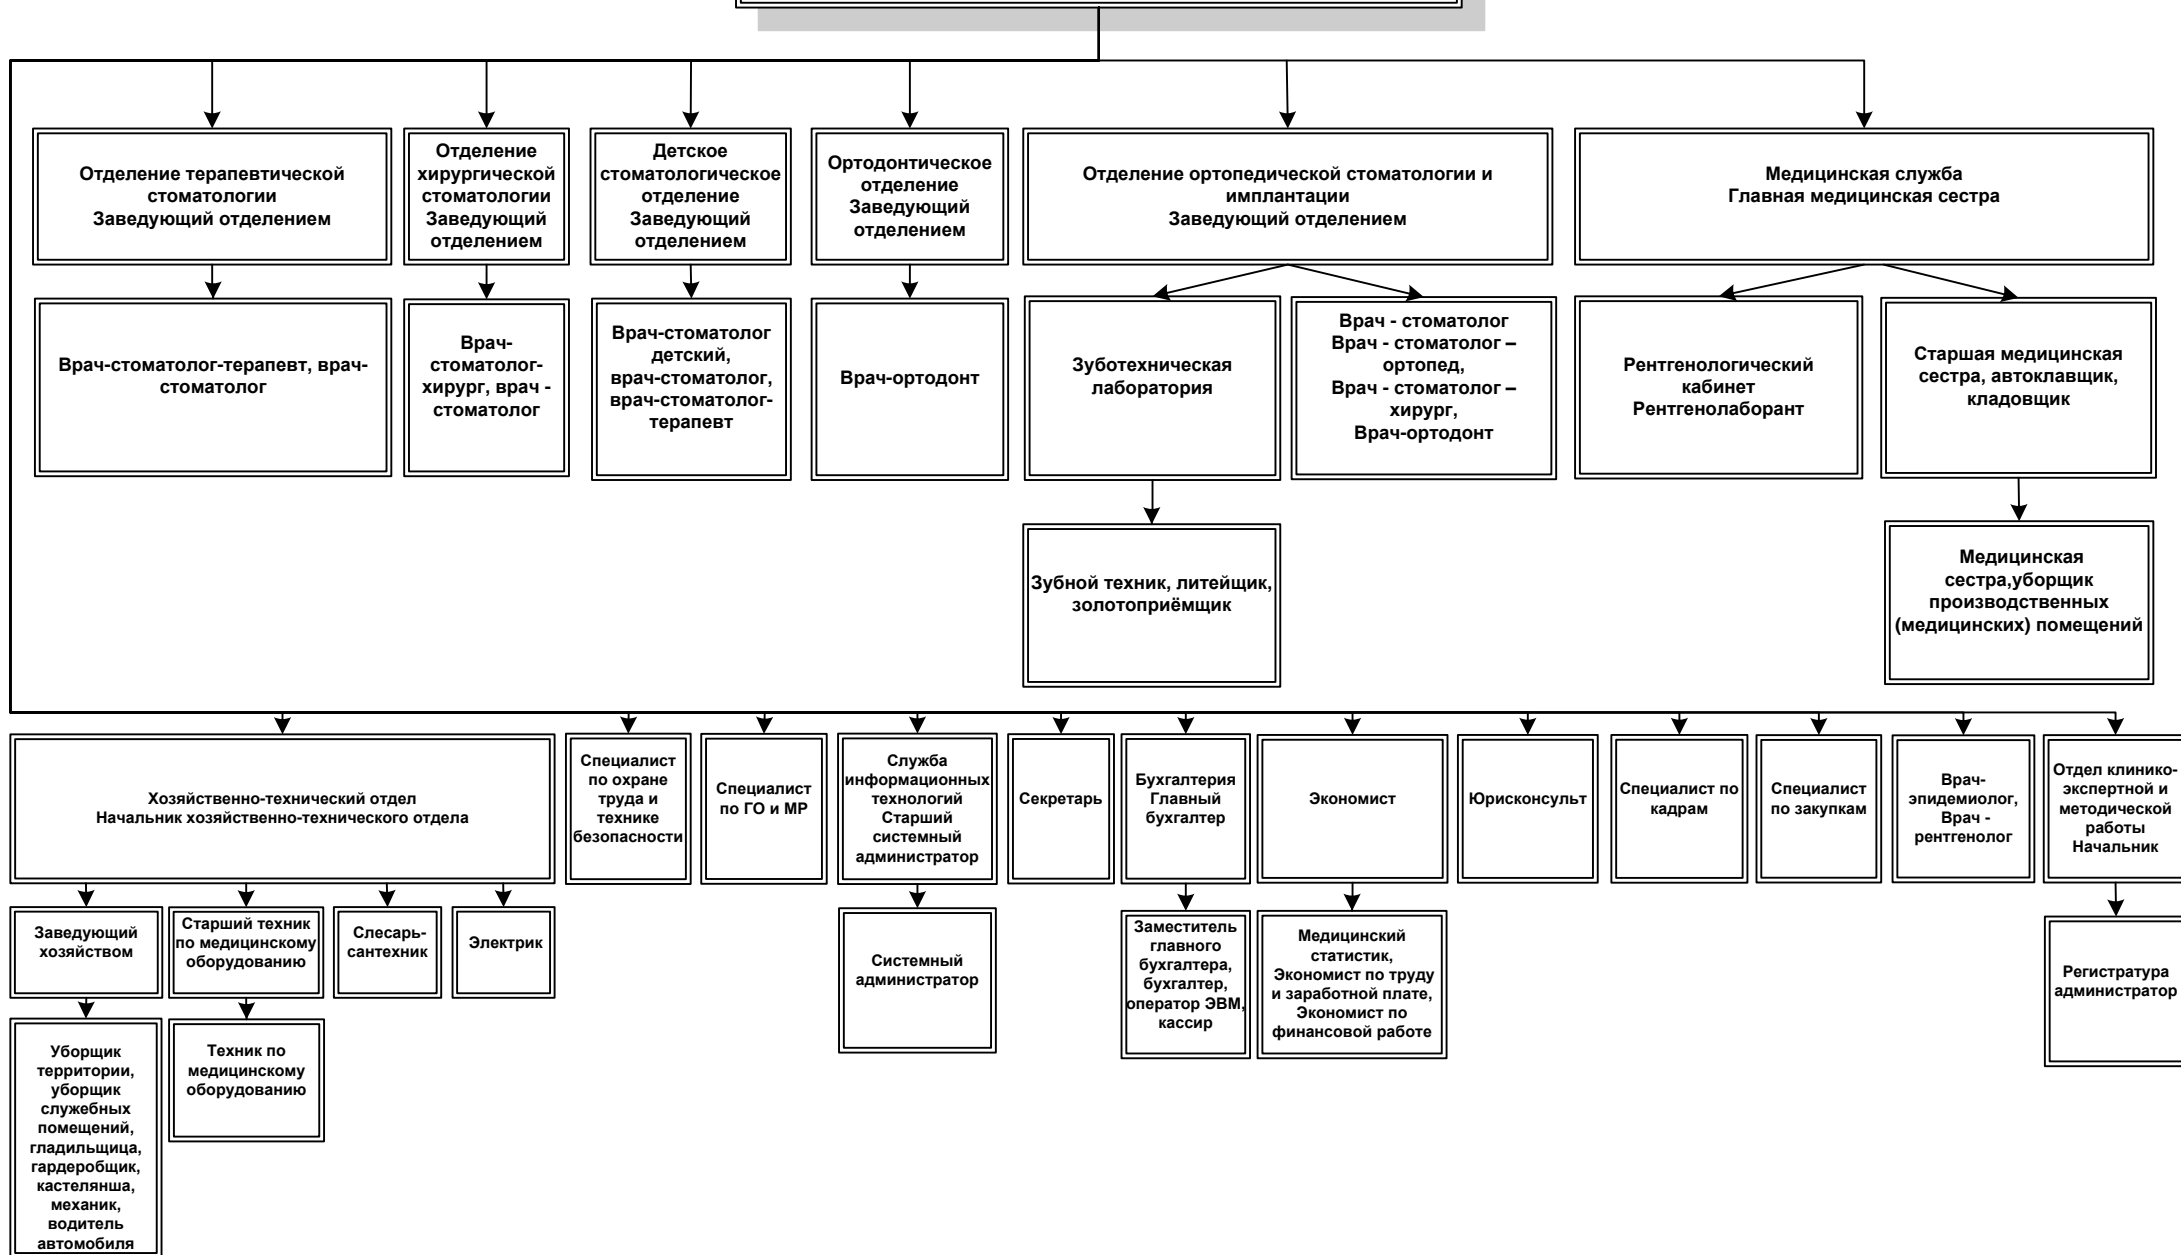 Отделение терапевтической
стоматологии
Заведующий отделением
Отделение
хирургической
стоматологии
Заведующий
отделением
Детское
стоматологическое
отделение
Заведующий
отделением
Ортодонтическое
отделение
Заведующий
отделением
Отделение ортопедической стоматологии и
имплантации
Заведующий отделением
Медицинская служба
Главная медицинская сестра
Врач-стоматолог-терапевт, врач-
стоматолог
Врач-
стоматолог-
хирург, врач -
стоматолог
Врач-стоматолог
детский,
врач-стоматолог,
врач-стоматолог-
терапевт
Врач-ортодонт
Зуботехническая
лаборатория
Врач - стоматолог
Врач - стоматолог –
ортопед,
Врач - стоматолог –
хирург,
Врач-ортодонт
Рентгенологический
кабинет
Рентгенолаборант
Старшая медицинская
сестра, автоклавщик,
кладовщик
Зубной техник, литейщик,
золотоприёмщик
Медицинская
сестра,уборщик
производственных
(медицинских) помещений
Хозяйственно-технический отдел
Начальник хозяйственно-технического отдела
Специалист
по охране
труда и
технике
безопасности
Специалист
по ГО и МР
Служба
информационных
технологий
Старший
системный
администратор
Секретарь
Бухгалтерия
Главный
бухгалтер
Экономист
Юрисконсульт
Специалист по
кадрам
Специалист
по закупкам
Врач-
эпидемиолог,
Врач -
рентгенолог
Отдел клинико-
экспертной и
методической
работы
Начальник
Заведующий
хозяйством
Старший техник
по медицинскому
оборудованию
Слесарь-
сантехник
Электрик
Системный
администратор
Заместитель
главного
бухгалтера,
бухгалтер,
оператор ЭВМ,
кассир
Медицинский
статистик,
Экономист по труду
и заработной плате,
Экономист по
финансовой работе
Регистратура
администратор
Уборщик
территории,
уборщик
служебных
помещений,
гладильщица,
гардеробщик,
кастелянша,
механик,
водитель
автомобиля
Техник по
медицинскому
оборудованию